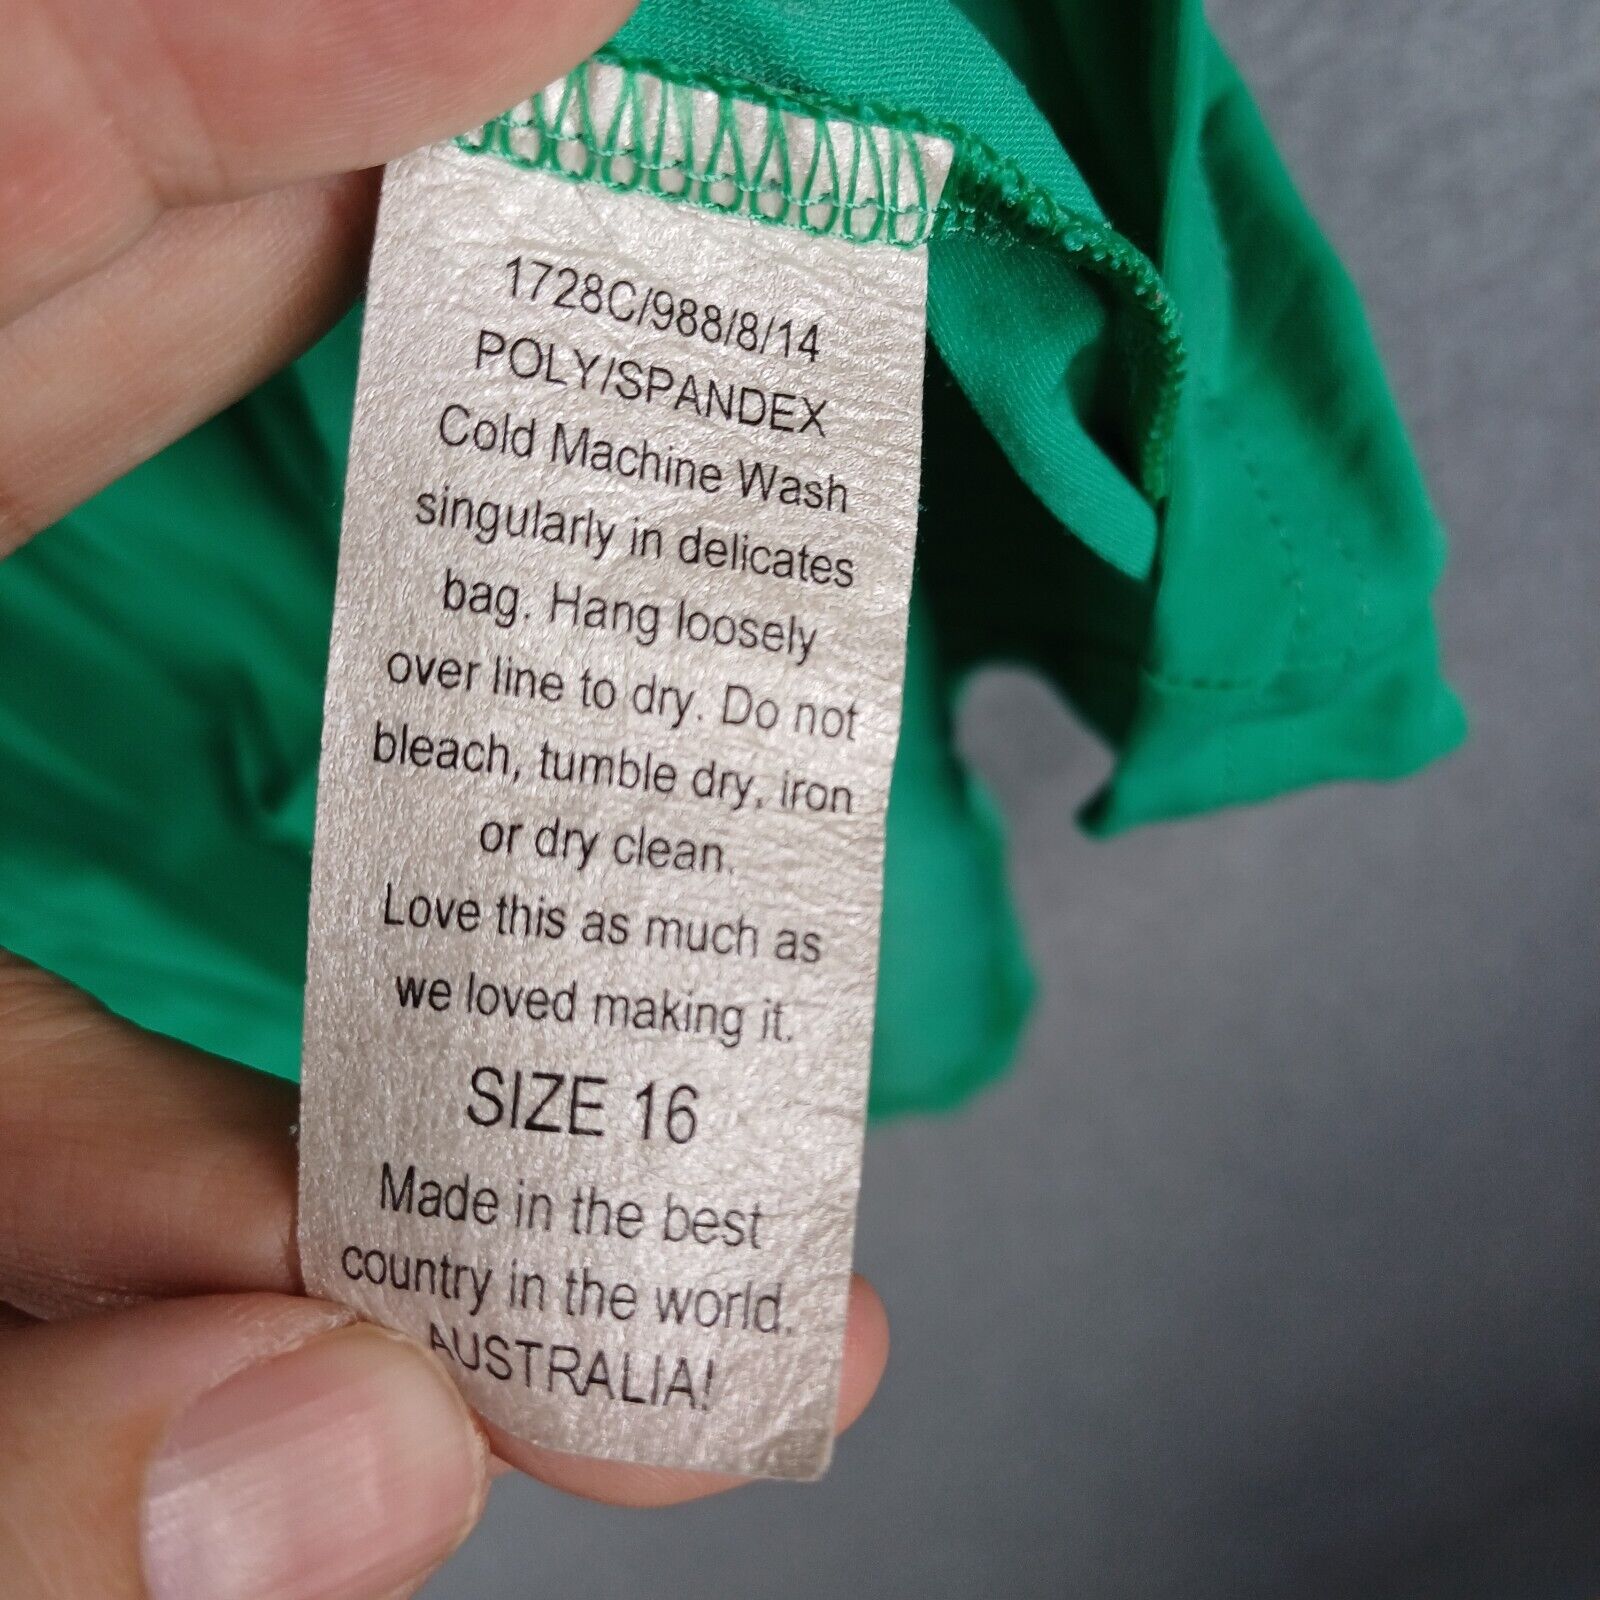 1728C/988/8/14
POLY/SPANDEX
Cold Machine Wash
singularly in delicates
bag. Hang loosely
over line to dry. Do not
bleach, tumble dry, iron
or dry clean.
Love this as much as
we loved making it.
SIZE 16
Made in the best
country in the world.
AUSTRALIA!